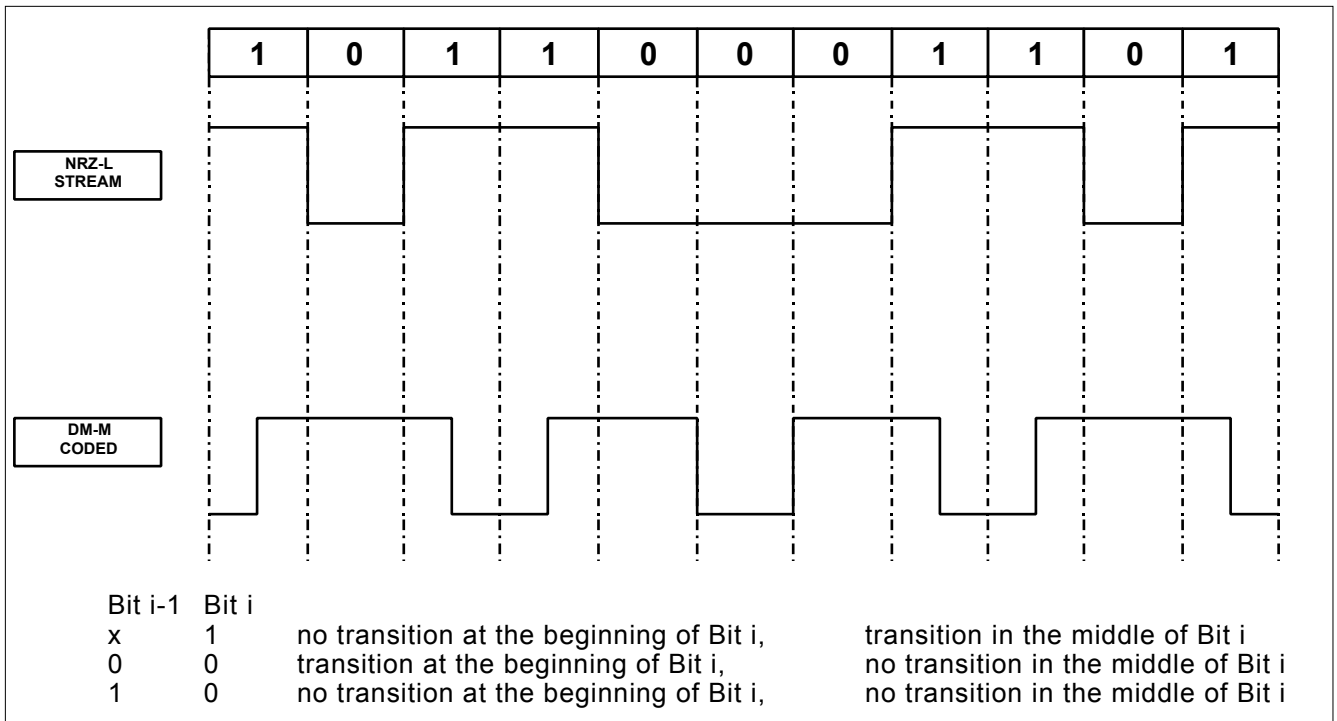 1 0 1 1 0 0 0 1 1 0 1
NRZ-L
STREAM
DM-M
CODED
Bit i-1 Bit i
x 1 no transition at the beginning of Bit i, transition in the middle of Bit i
0 0 transition at the beginning of Bit i, no transition in the middle of Bit i
1 0 no transition at the beginning of Bit i, no transition in the middle of Bit i